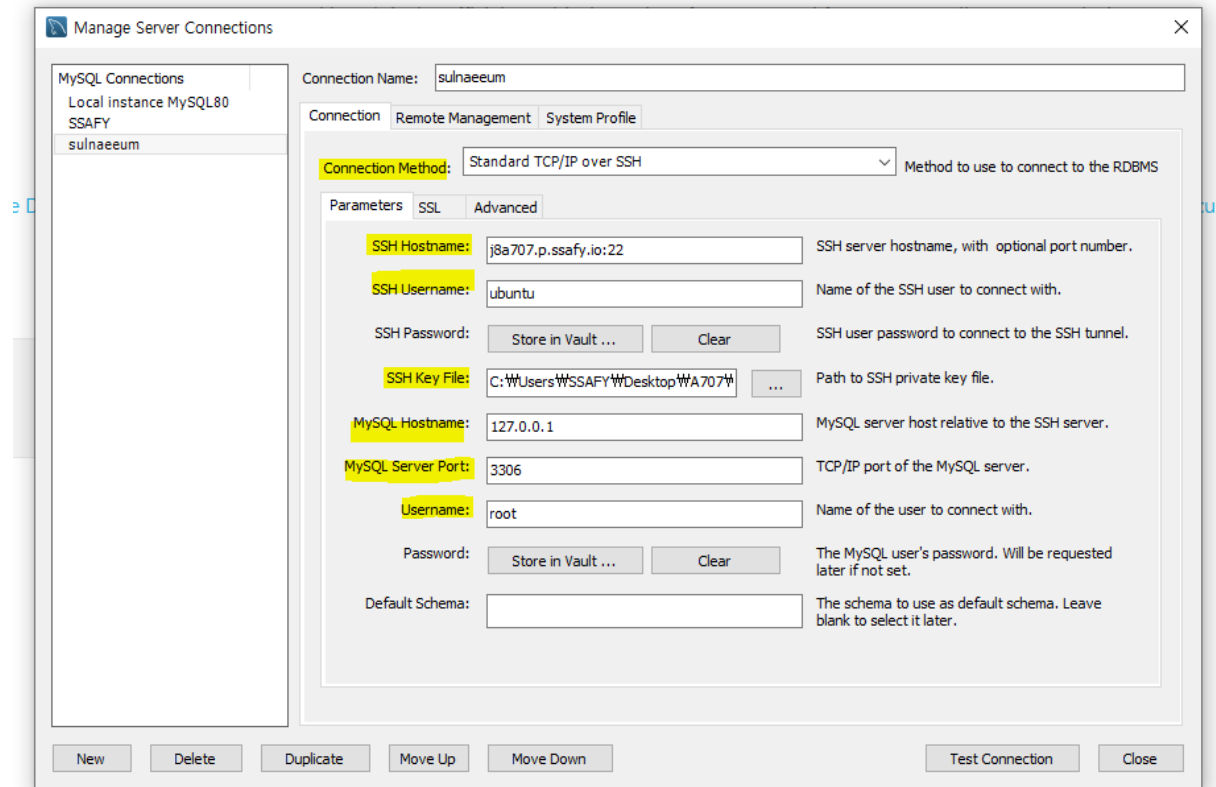 Manage Server Connections
MySQL Connections
Local instance MySQL80
SSAFY
sulnaeeum
Connection Name: sulnaeeum
Connection Remote Management System Profile
Connection Method: Standard TCP/IP over SSH Method to use to connect to the RDBMS
Parameters SSL Advanced
SSH Hostname: j8a707.p.ssafy.io:22 SSH server hostname, with optional port number.
SSH Username: ubuntu Name of the SSH user to connect with.
SSH Password: Store in Vault ... Clear SSH user password to connect to the SSH tunnel.
SSH Key File: C:₩Users₩SSAFY₩Desktop₩A707₩ ... Path to SSH private key file.
MySQL Hostname: 127.0.0.1 MySQL server host relative to the SSH server.
MySQL Server Port: 3306 TCP/IP port of the MySQL server.
Username: root Name of the user to connect with.
Password: Store in Vault ... Clear The MySQL user's password. Will be requested
later if not set.
Default Schema: The schema to use as default schema. Leave
blank to select it later.
New Delete Duplicate Move Up Move Down Test Connection Close